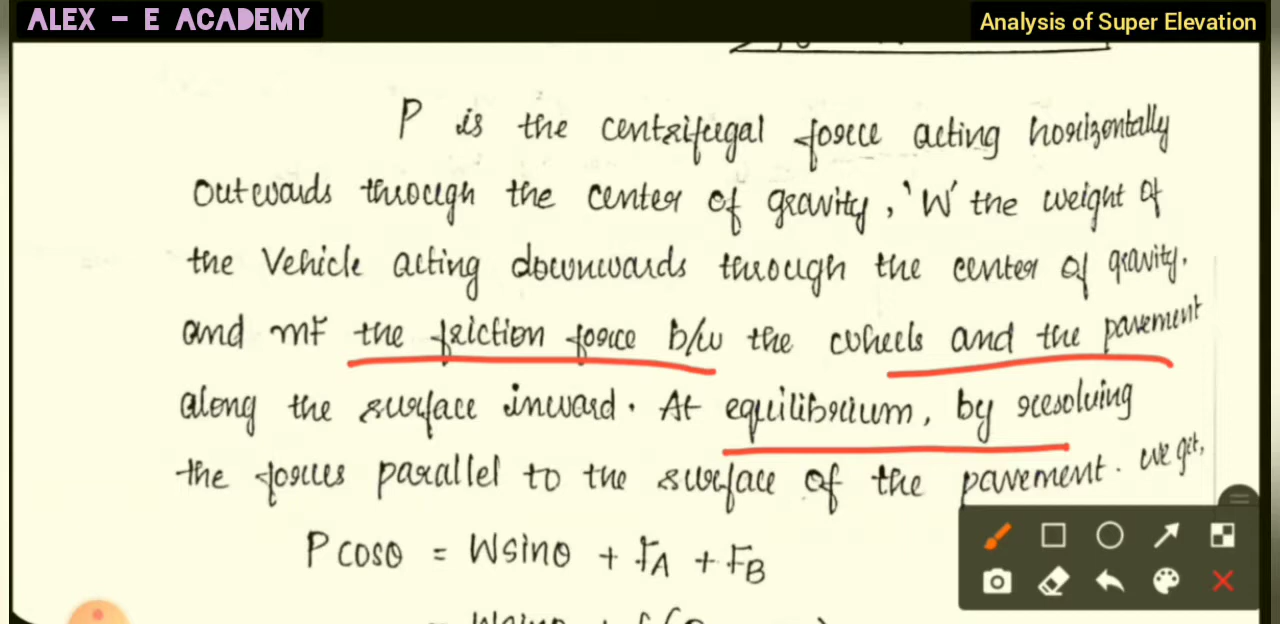 ALEX - E ACADEMY
Analysis of Super Elevation
P is the centrifugal force acting horizontally
outwards through the center of gravity, 'W' the weight of
the Vehicle acting downwards through the center of gravity.
and mF the friction force b/w the wheels and the pavement
along the surface inward. At equilibrium, by resolving
the forces parallel to the surface of the pavement. we get,
P cosθ = Wsinθ + FA + FB